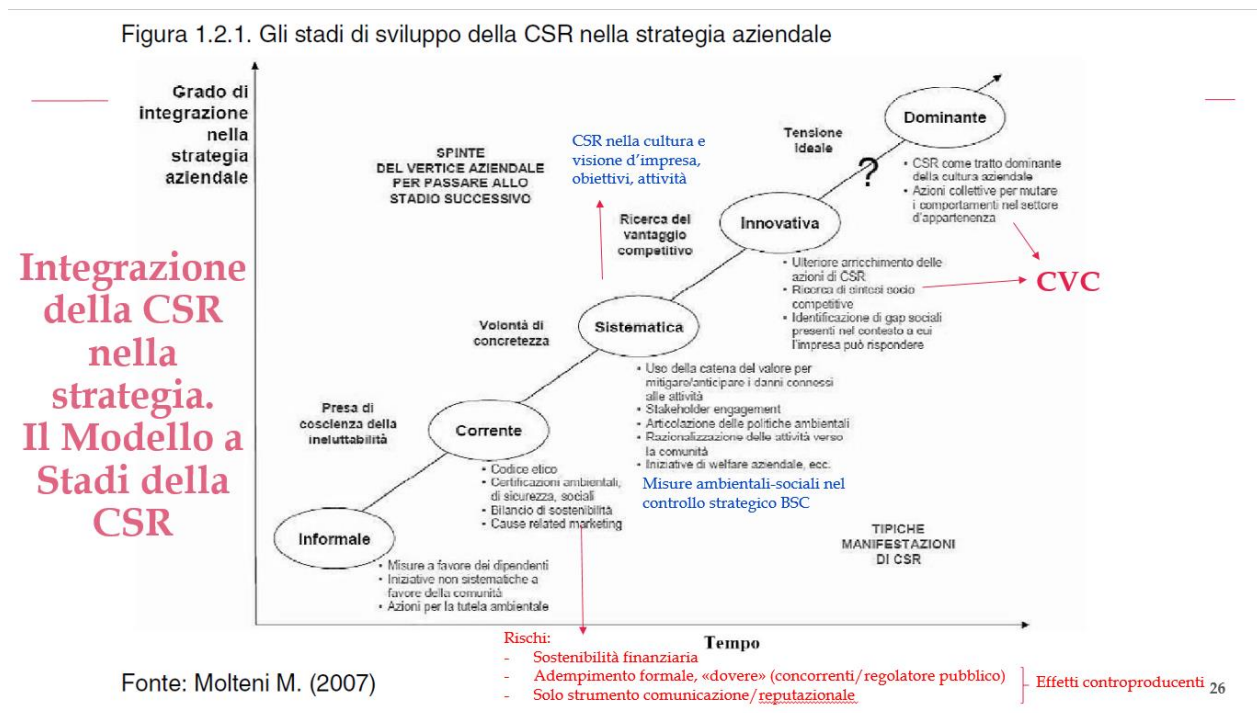 Figura 1.2.1. Gli stadi di sviluppo della CSR nella strategia aziendale
Grado di
integrazione
nella
strategia
aziendale
Integrazione
della CSR
nella
strategia.
Il Modello a
Stadi della
CSR
SPINTE
DEL VERTICE AZIENDALE
PER PASSARE ALLO
STADIO SUCCESSIVO
CSR nella cultura e
visione d'impresa,
obiettivi, attività
Tensione
ideale
?
Dominante
• CSR come tratto dominante
della cultura aziendale
• Azioni collettive per mutare
i comportamenti nel settore
d'appartenenza
Ricerca del
vantaggio
competitivo
Innovativa
• Ulteriore arricchimento delle
azioni di CSR
• Ricerca di sintesi socio
competitive
• Identificazione di gap sociali
presenti nel contesto a cui
l'impresa può rispondere
CVC
Volontà di
concretezza
Sistematica
• Uso della catena del valore per
mitigare/anticipare i danni connessi
alle attività
• Stakeholder engagement
• Articolazione delle politiche ambientali
• Razionalizzazione delle attività verso
la comunità
• Iniziative di welfare aziendale, ecc.
Misure ambientali-sociali nel
controllo strategico BSC
Presa di
coscienza della
ineluttabilità
Corrente
• Codice etico
• Certificazioni ambientali,
di sicurezza, sociali
• Bilancio di sostenibilità
• Cause related marketing
Informale
• Misure a favore dei dipendenti
• Iniziative non sistematiche a
favore della comunità
• Azioni per la tutela ambientale
TIPICHE
MANIFESTAZIONI
DI CSR
Tempo
Rischi:
- Sostenibilità finanziaria
- Adempimento formale, «dovere» (concorrenti/regolatore pubblico)
- Solo strumento comunicazione/reputazionale
Effetti controproducenti
Fonte: Molteni M. (2007)
26